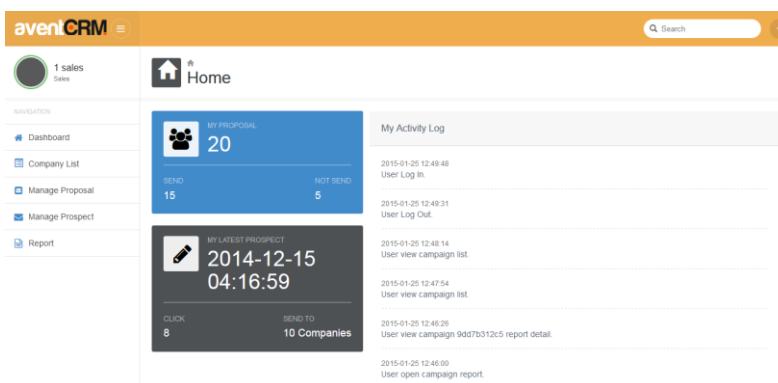 aventCRM
Search
1 sales
Sales
Home
NAVIGATION
Dashboard
Company List
Manage Proposal
Manage Prospect
Report
MY PROPOSAL
20
SEND
NOT SEND
15
5
MY LATEST PROSPECT
2014-12-15
04:16:59
CLICK
SEND TO
8
10 Companies
My Activity Log
2015-01-25 12:49:48
User Log In.
2015-01-25 12:49:31
User Log Out.
2015-01-25 12:48:14
User view campaign list.
2015-01-25 12:47:54
User view campaign list.
2015-01-25 12:46:26
User view campaign 9dd7b312c5 report detail.
2015-01-25 12:46:00
User open campaign report.